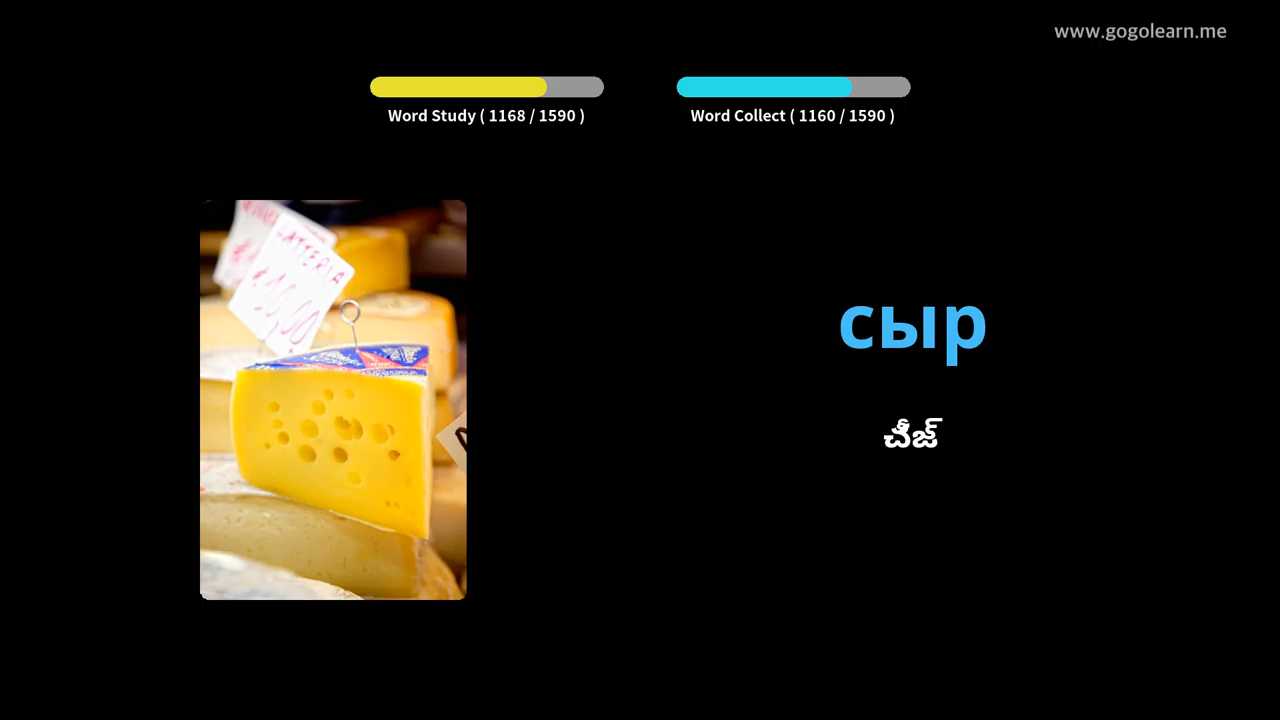 www.gogolearn.me
Word Study ( 1168 / 1590 )
Word Collect ( 1160 / 1590 )
LATTERIA
сыр
చీజ్